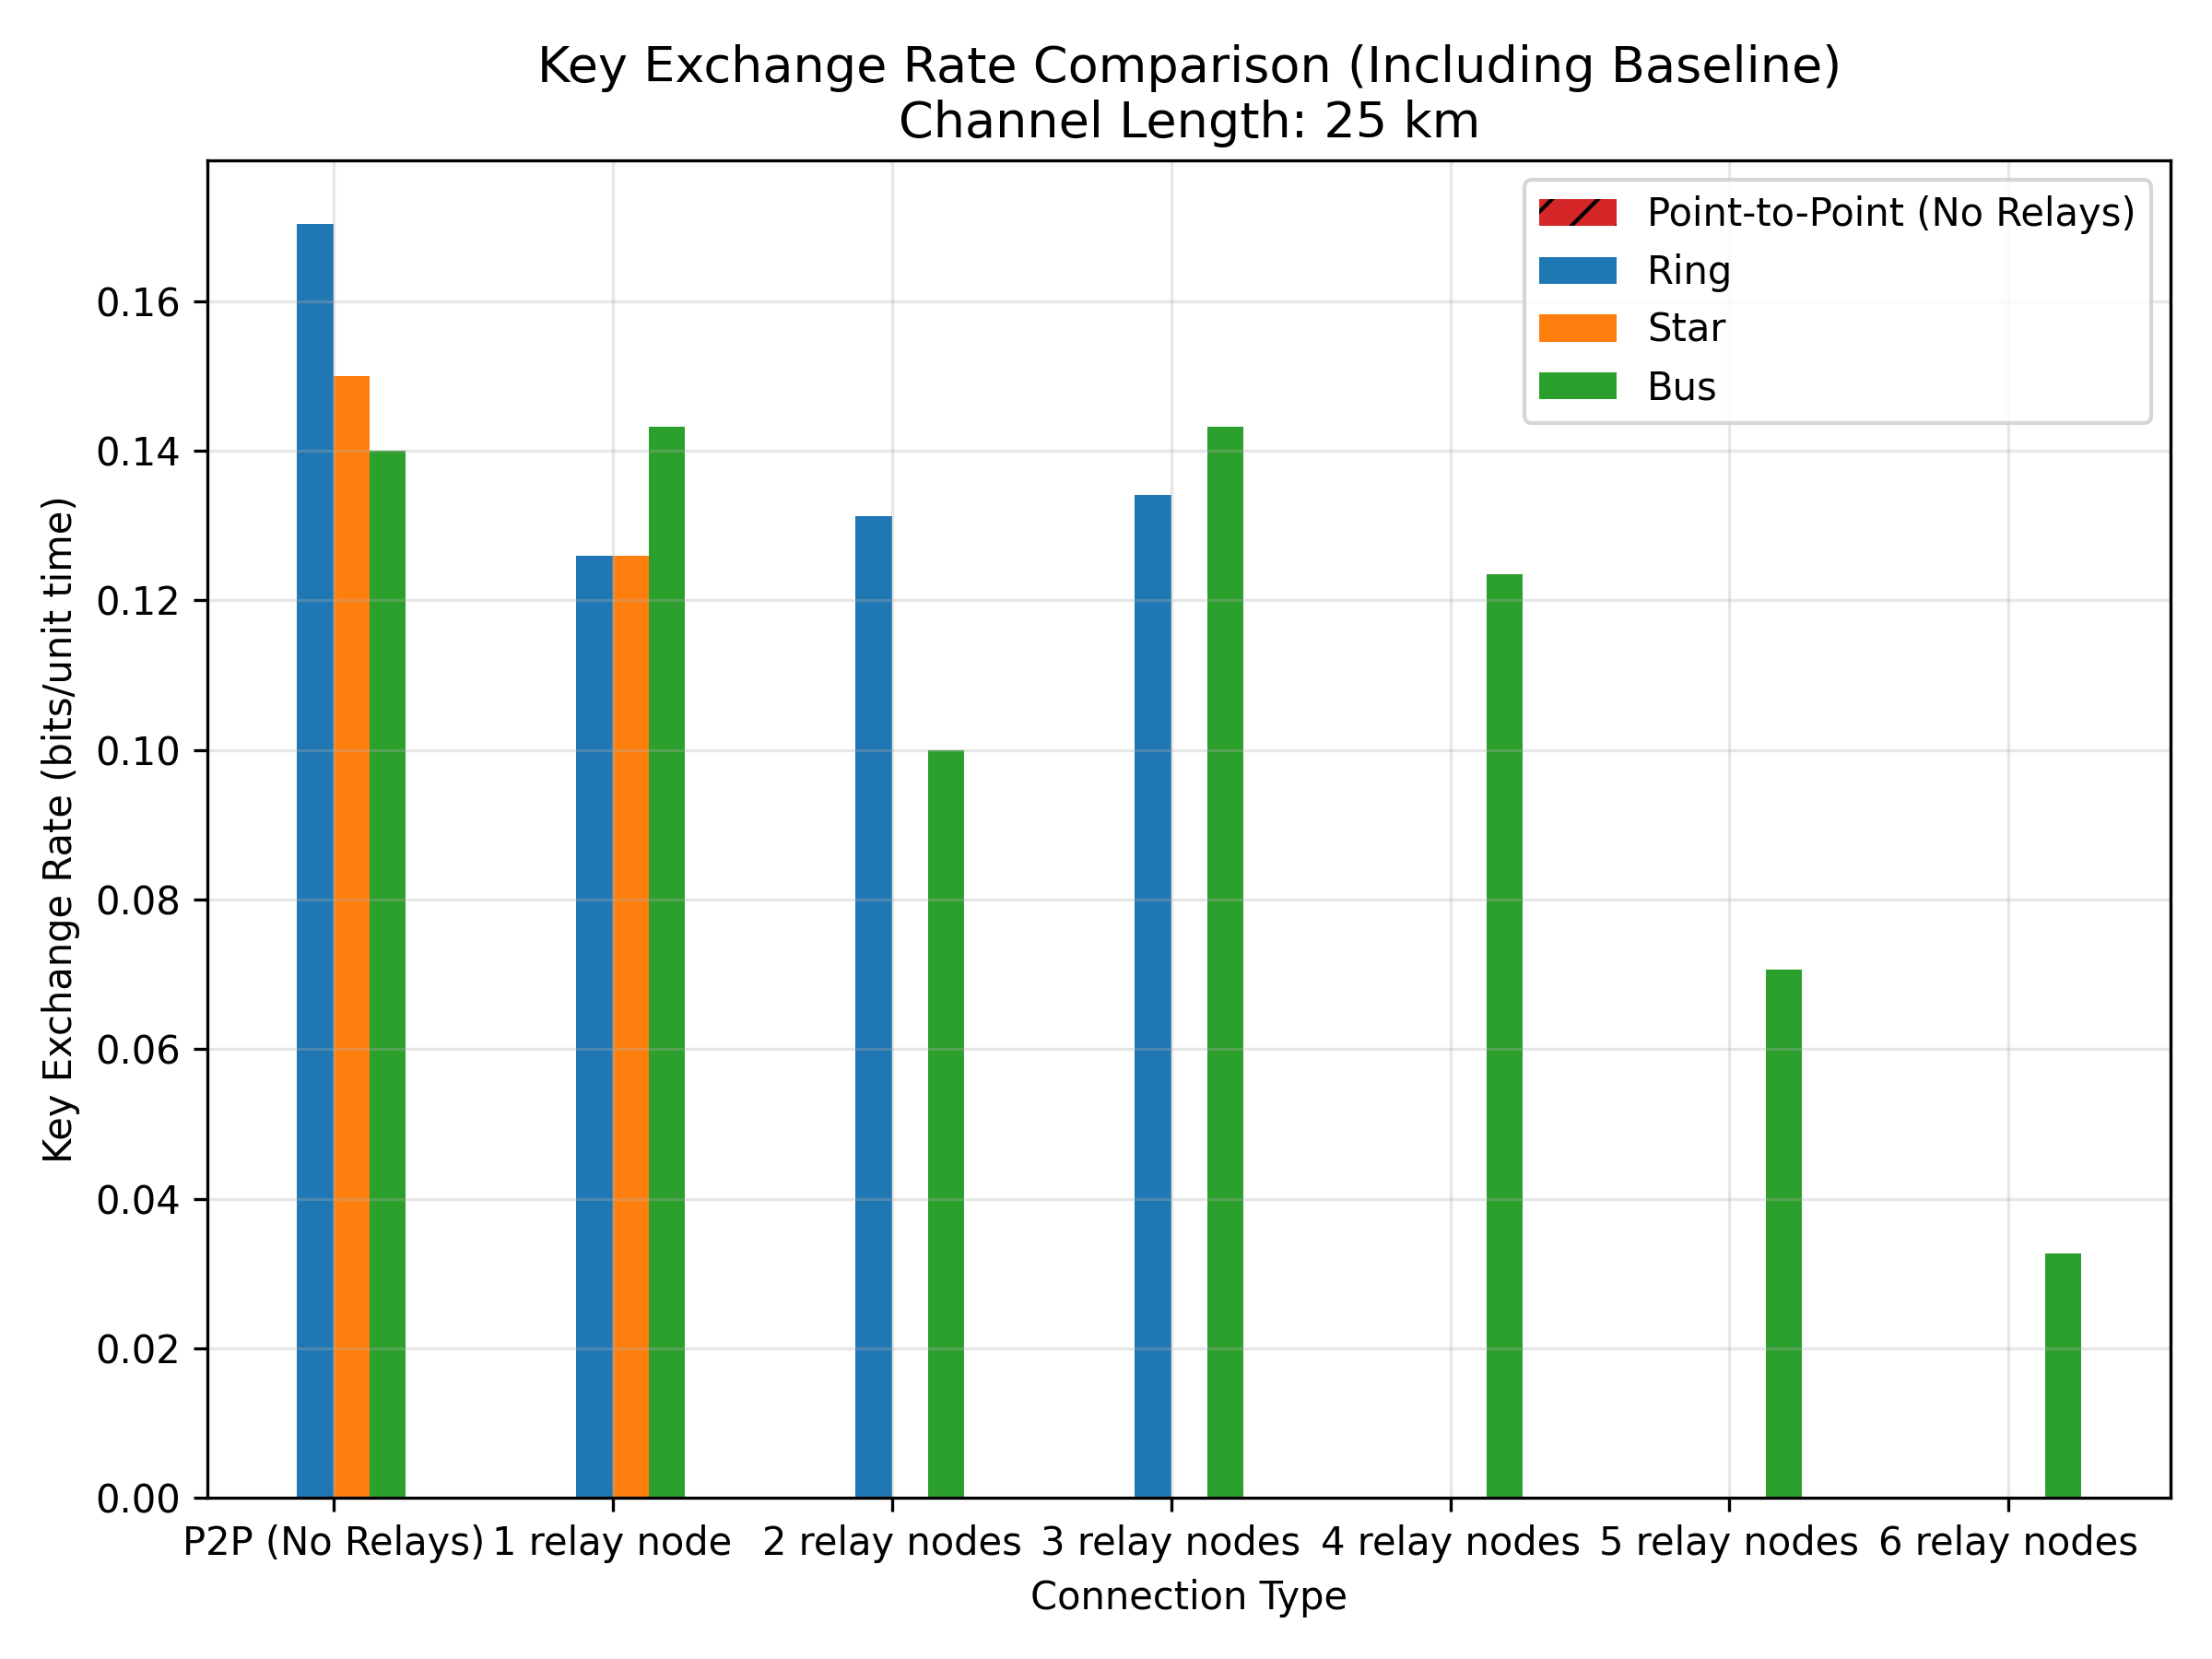 Key Exchange Rate Comparison (Including Baseline)
Channel Length: 25 km
Point-to-Point (No Relays)
Ring
Star
Bus
Key Exchange Rate (bits/unit time)
0.16
0.14
0.12
0.10
0.08
0.06
0.04
0.02
0.00
P2P (No Relays) 1 relay node 2 relay nodes 3 relay nodes 4 relay nodes 5 relay nodes 6 relay nodes
Connection Type